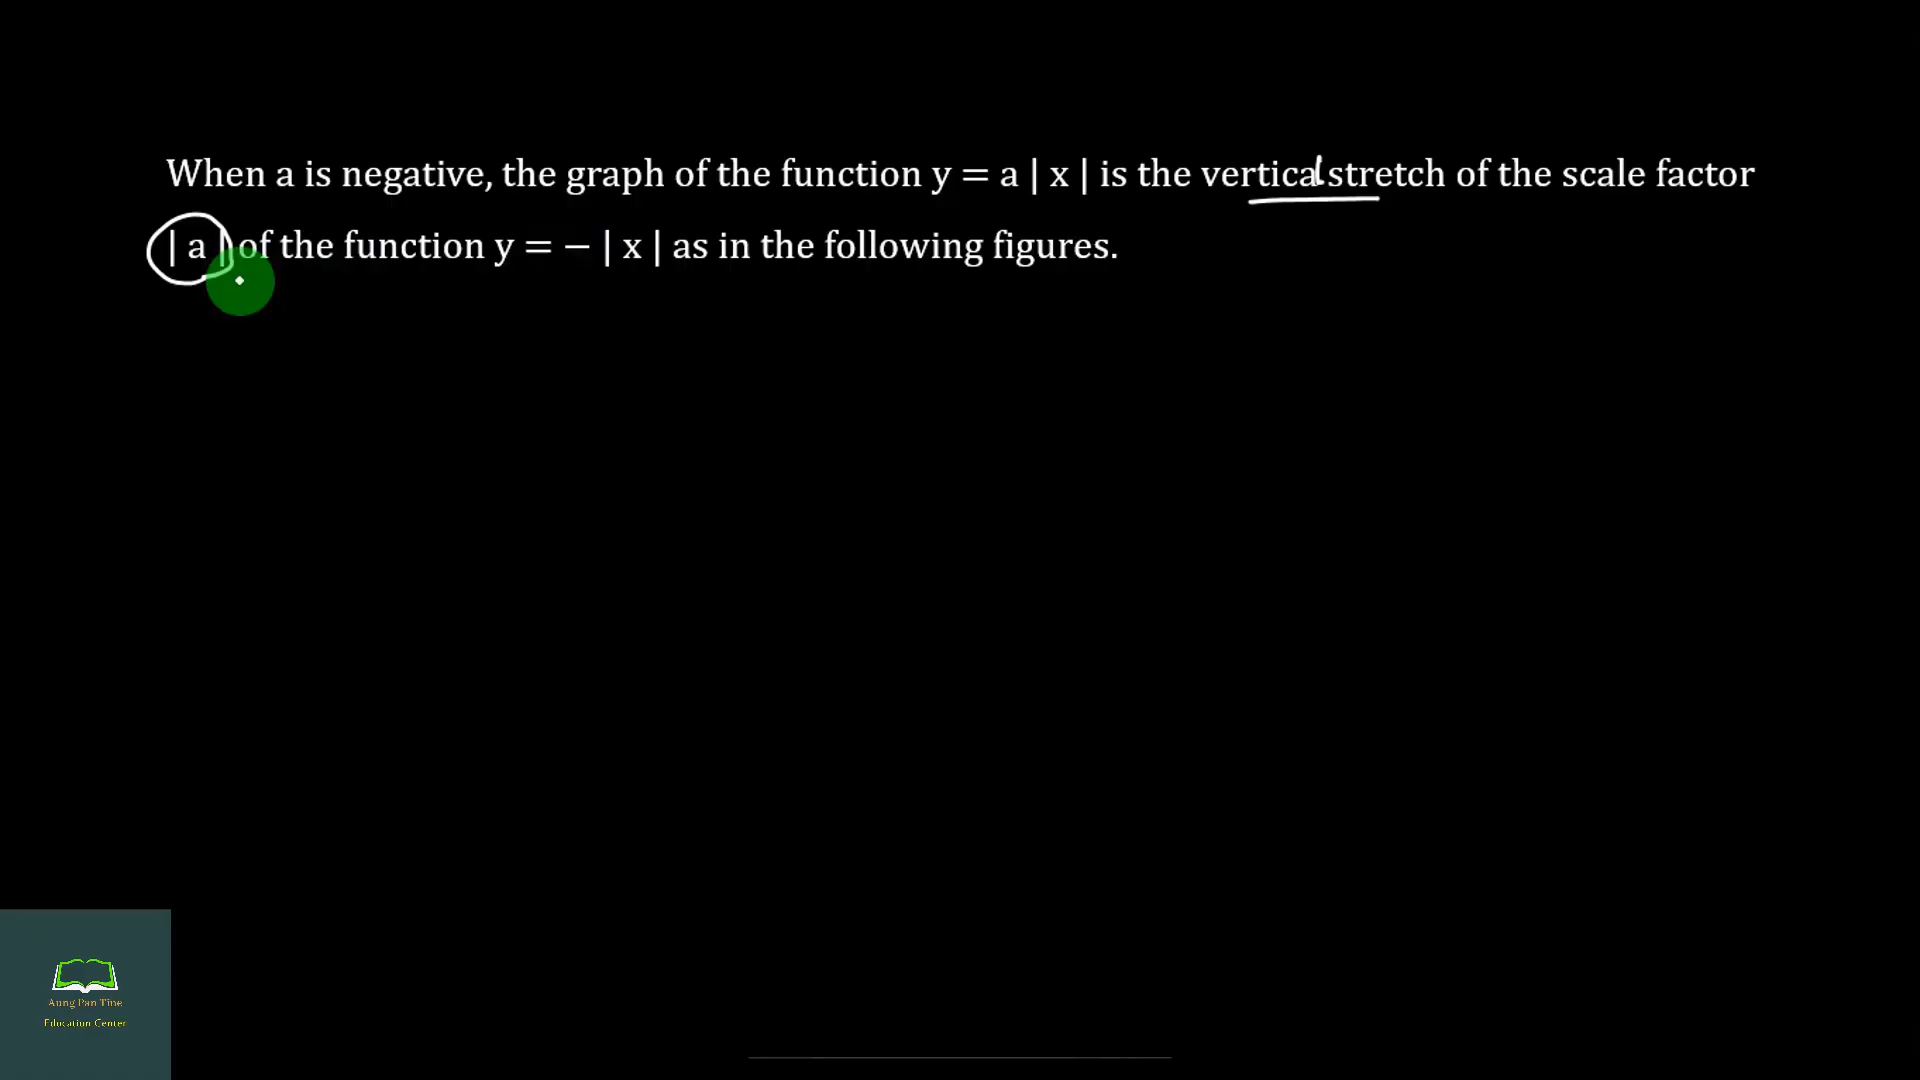 When a is negative, the graph of the function y = a | x | is the vertical stretch of the scale factor
| a | of the function y = − | x | as in the following figures.
Aung Pan Tine
Education Center